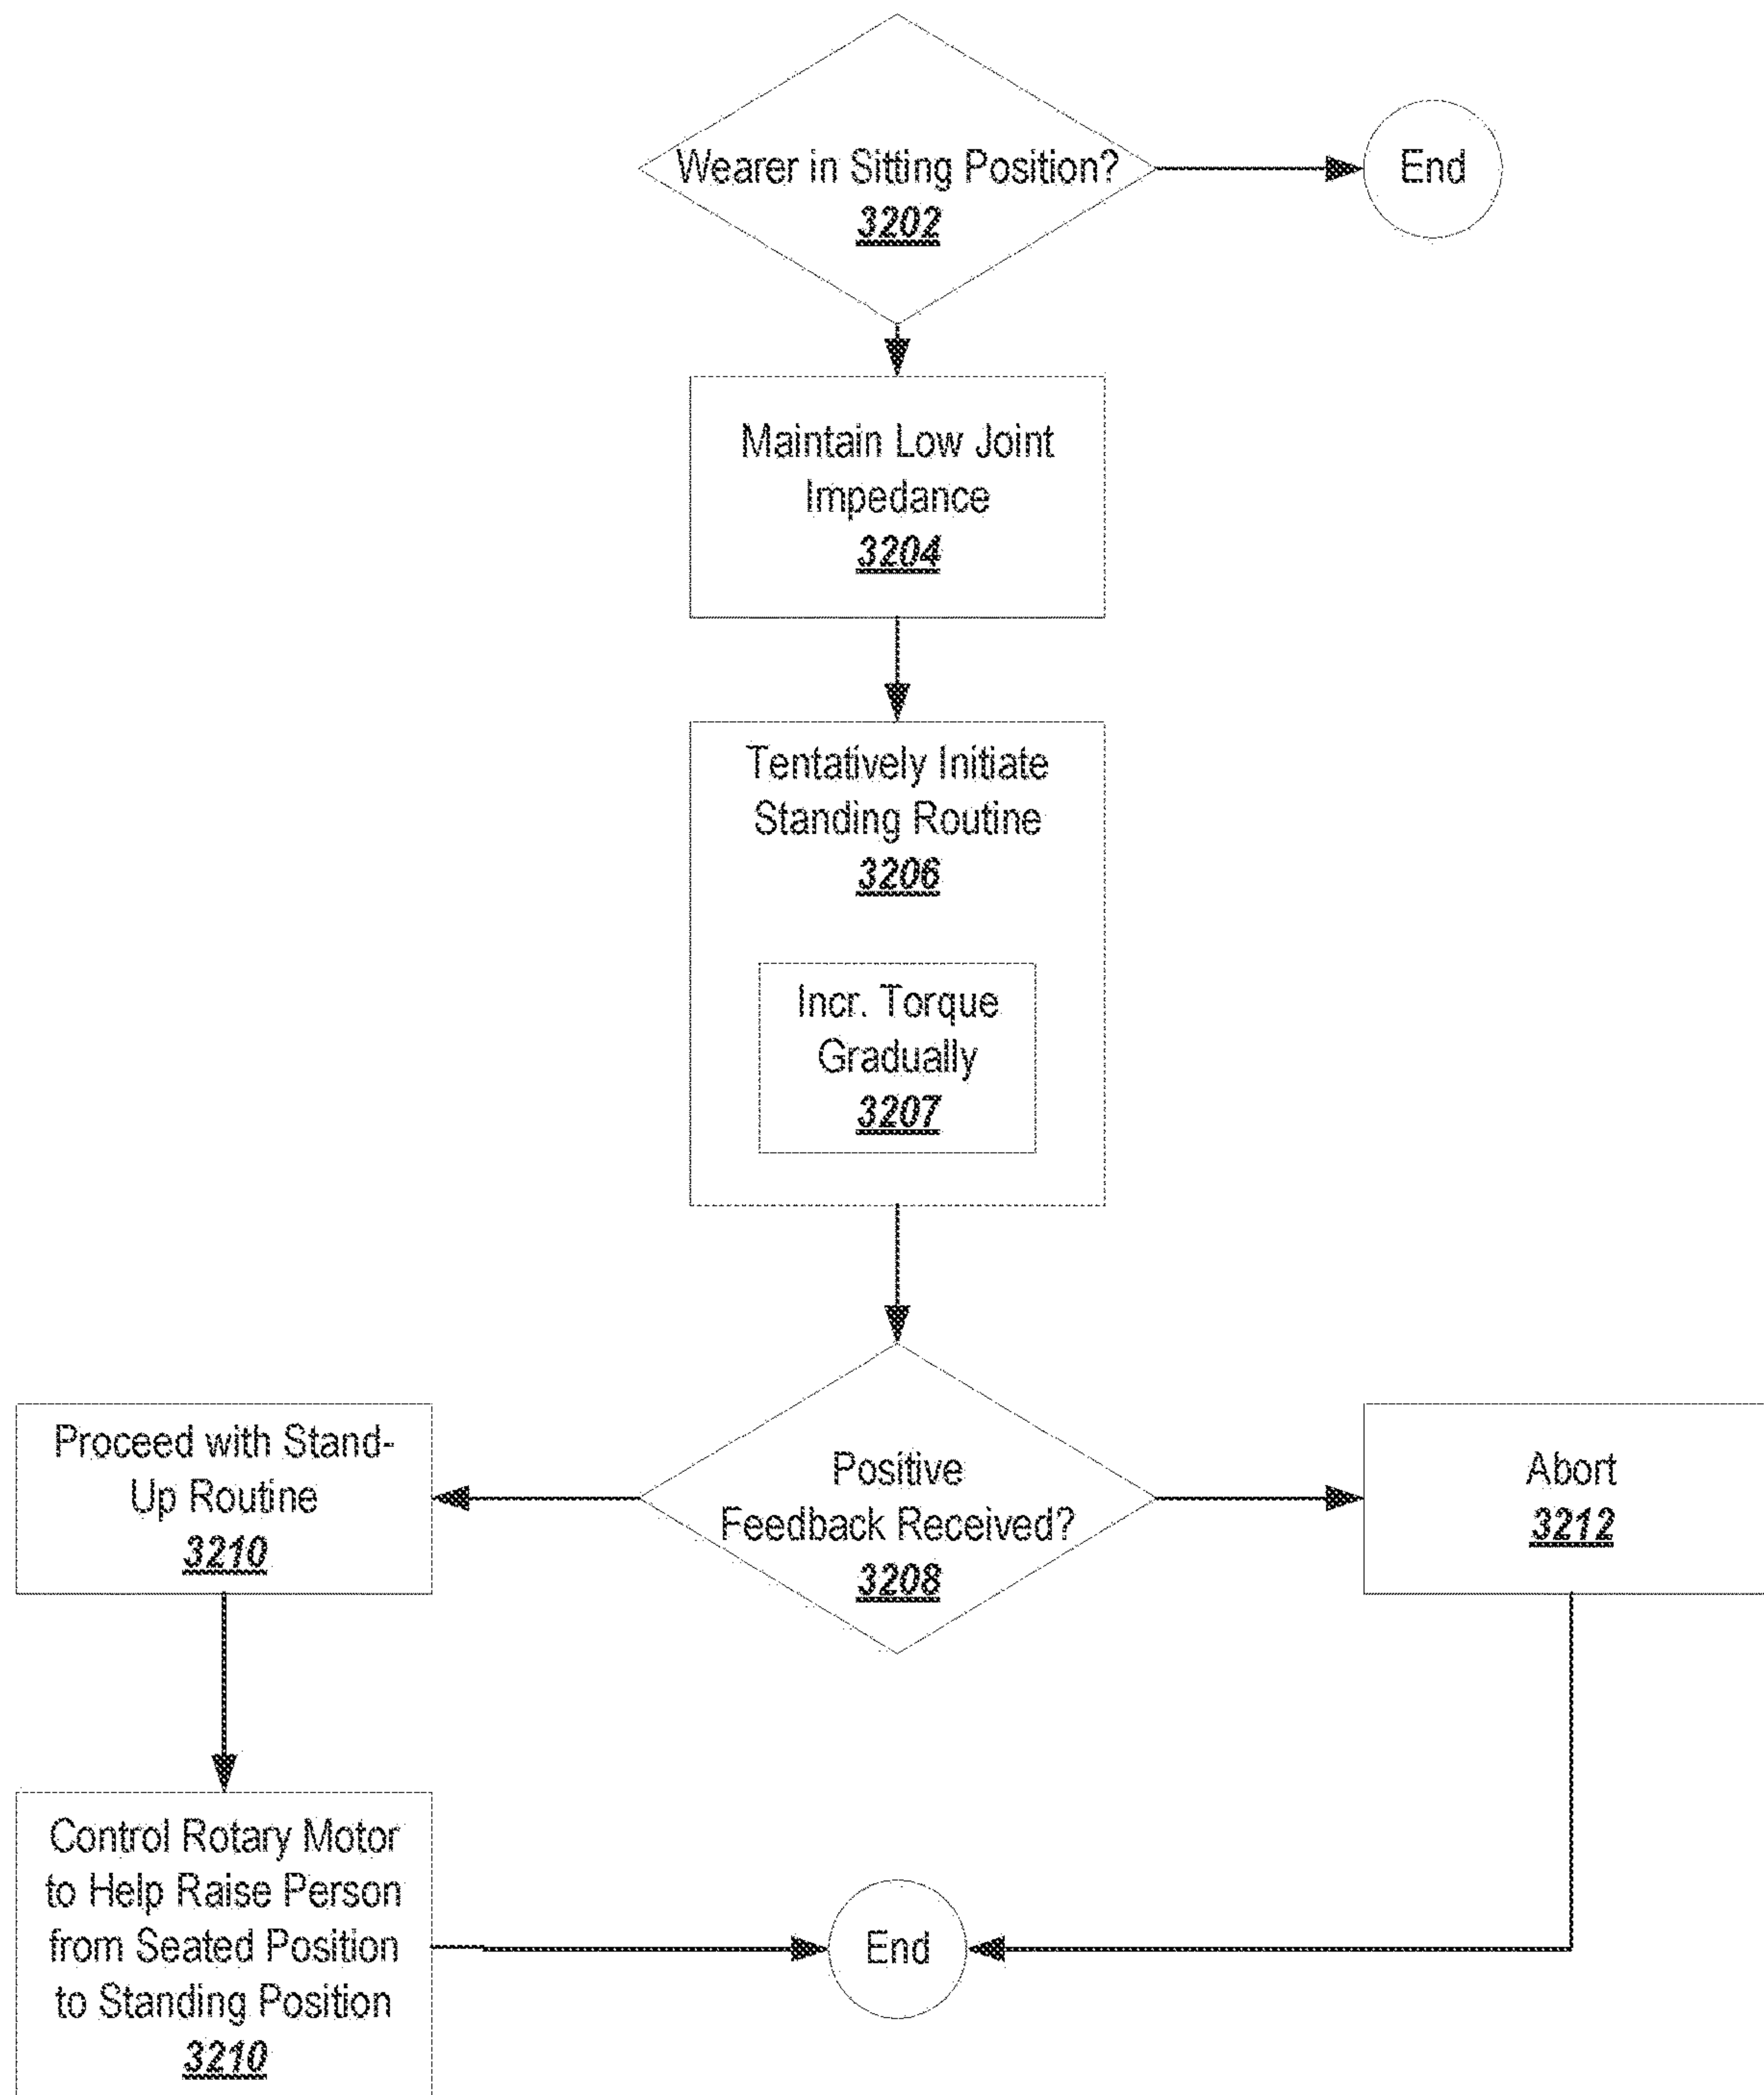 Wearer in Sitting Position?
3202
End
Maintain Low Joint
Impedance
3204
Tentatively Initiate
Standing Routine
3206
Incr. Torque
Gradually
3207
Positive
Feedback Received?
3208
Proceed with Stand-
Up Routine
3210
Abort
3212
Control Rotary Motor
to Help Raise Person
from Seated Position
to Standing Position
3210
End